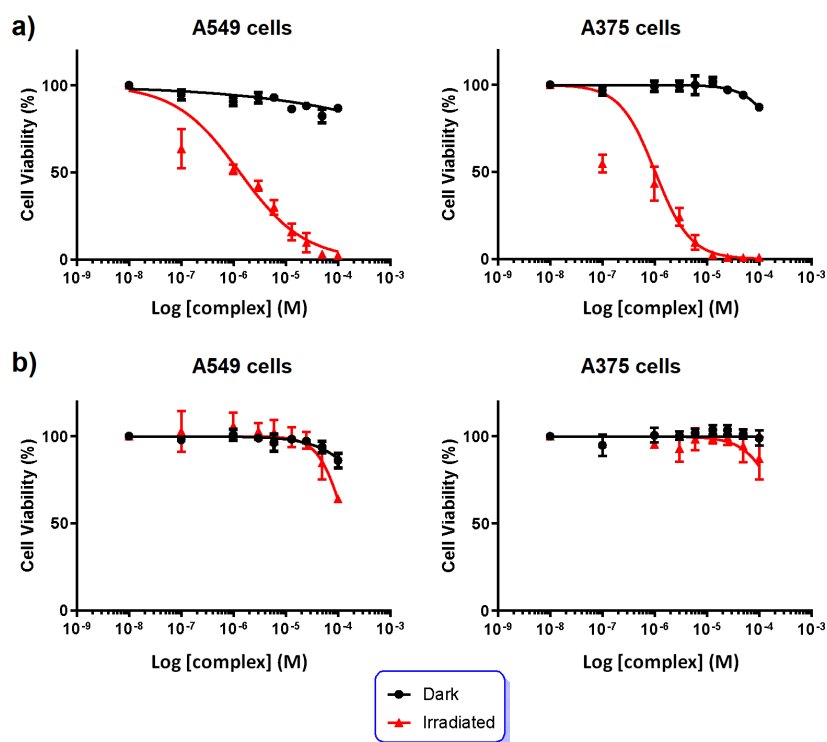 a)
A549 cells
A375 cells
Cell Viability (%)
100
50
0
10⁻⁹ 10⁻⁸ 10⁻⁷ 10⁻⁶ 10⁻⁵ 10⁻⁴ 10⁻³
Log [complex] (M)
Cell Viability (%)
100
50
0
10⁻⁹ 10⁻⁸ 10⁻⁷ 10⁻⁶ 10⁻⁵ 10⁻⁴ 10⁻³
Log [complex] (M)
b)
A549 cells
A375 cells
Cell Viability (%)
100
50
0
10⁻⁹ 10⁻⁸ 10⁻⁷ 10⁻⁶ 10⁻⁵ 10⁻⁴ 10⁻³
Log [complex] (M)
Cell Viability (%)
100
50
0
10⁻⁹ 10⁻⁸ 10⁻⁷ 10⁻⁶ 10⁻⁵ 10⁻⁴ 10⁻³
Log [complex] (M)
Dark
Irradiated